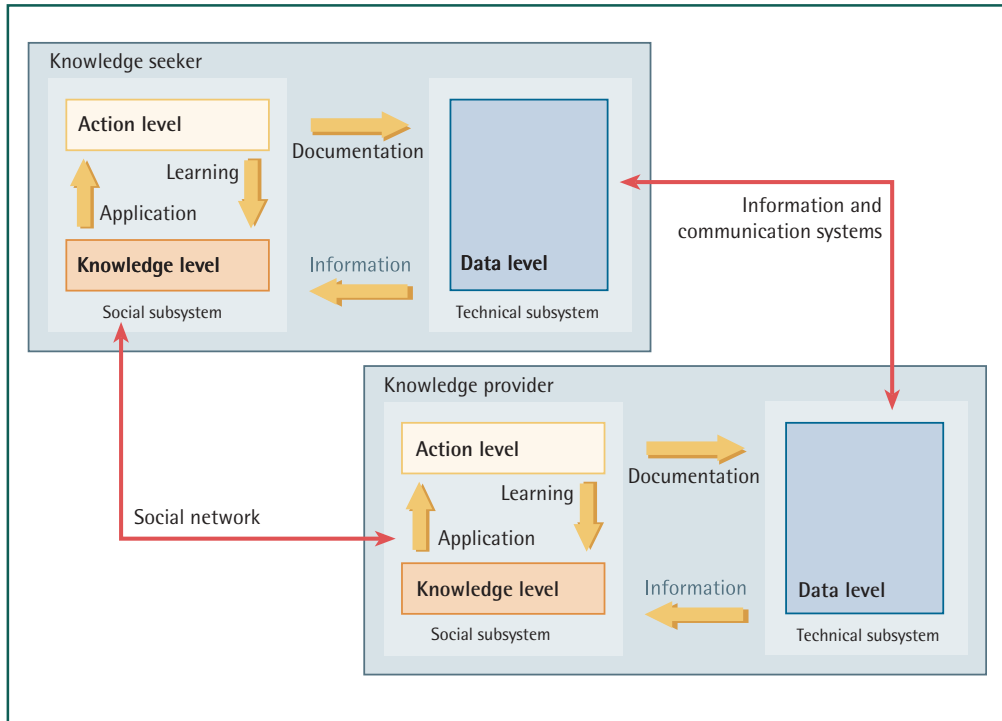 Knowledge seeker
Action level
Learning
Application
Knowledge level
Social subsystem
Documentation
Information
Data level
Technical subsystem
Information and
communication systems
Social network
Knowledge provider
Action level
Learning
Application
Knowledge level
Social subsystem
Documentation
Information
Data level
Technical subsystem